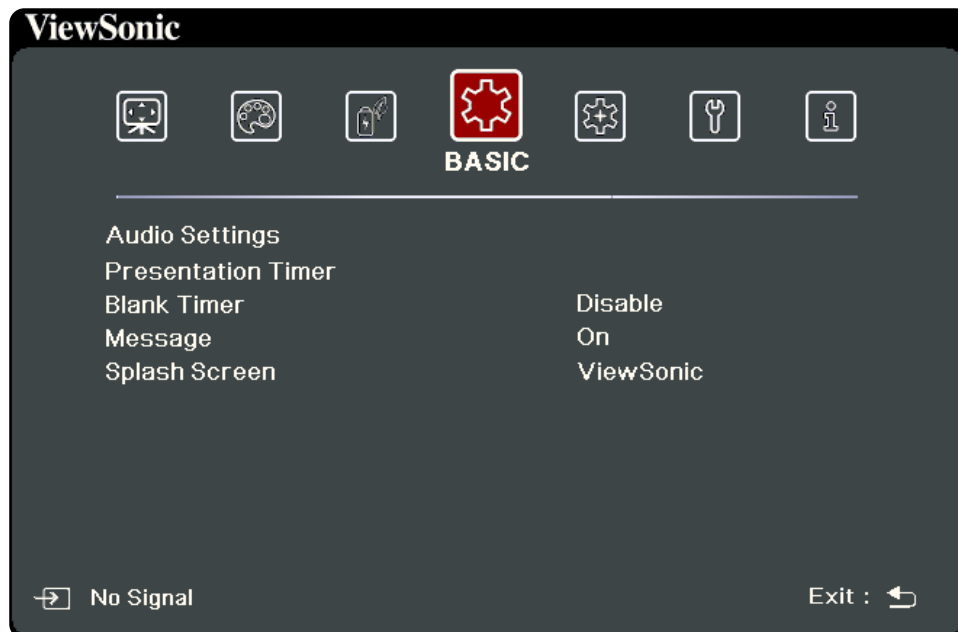 ViewSonic
BASIC
Audio Settings
Presentation Timer
Blank Timer Disable
Message On
Splash Screen ViewSonic
No Signal Exit :